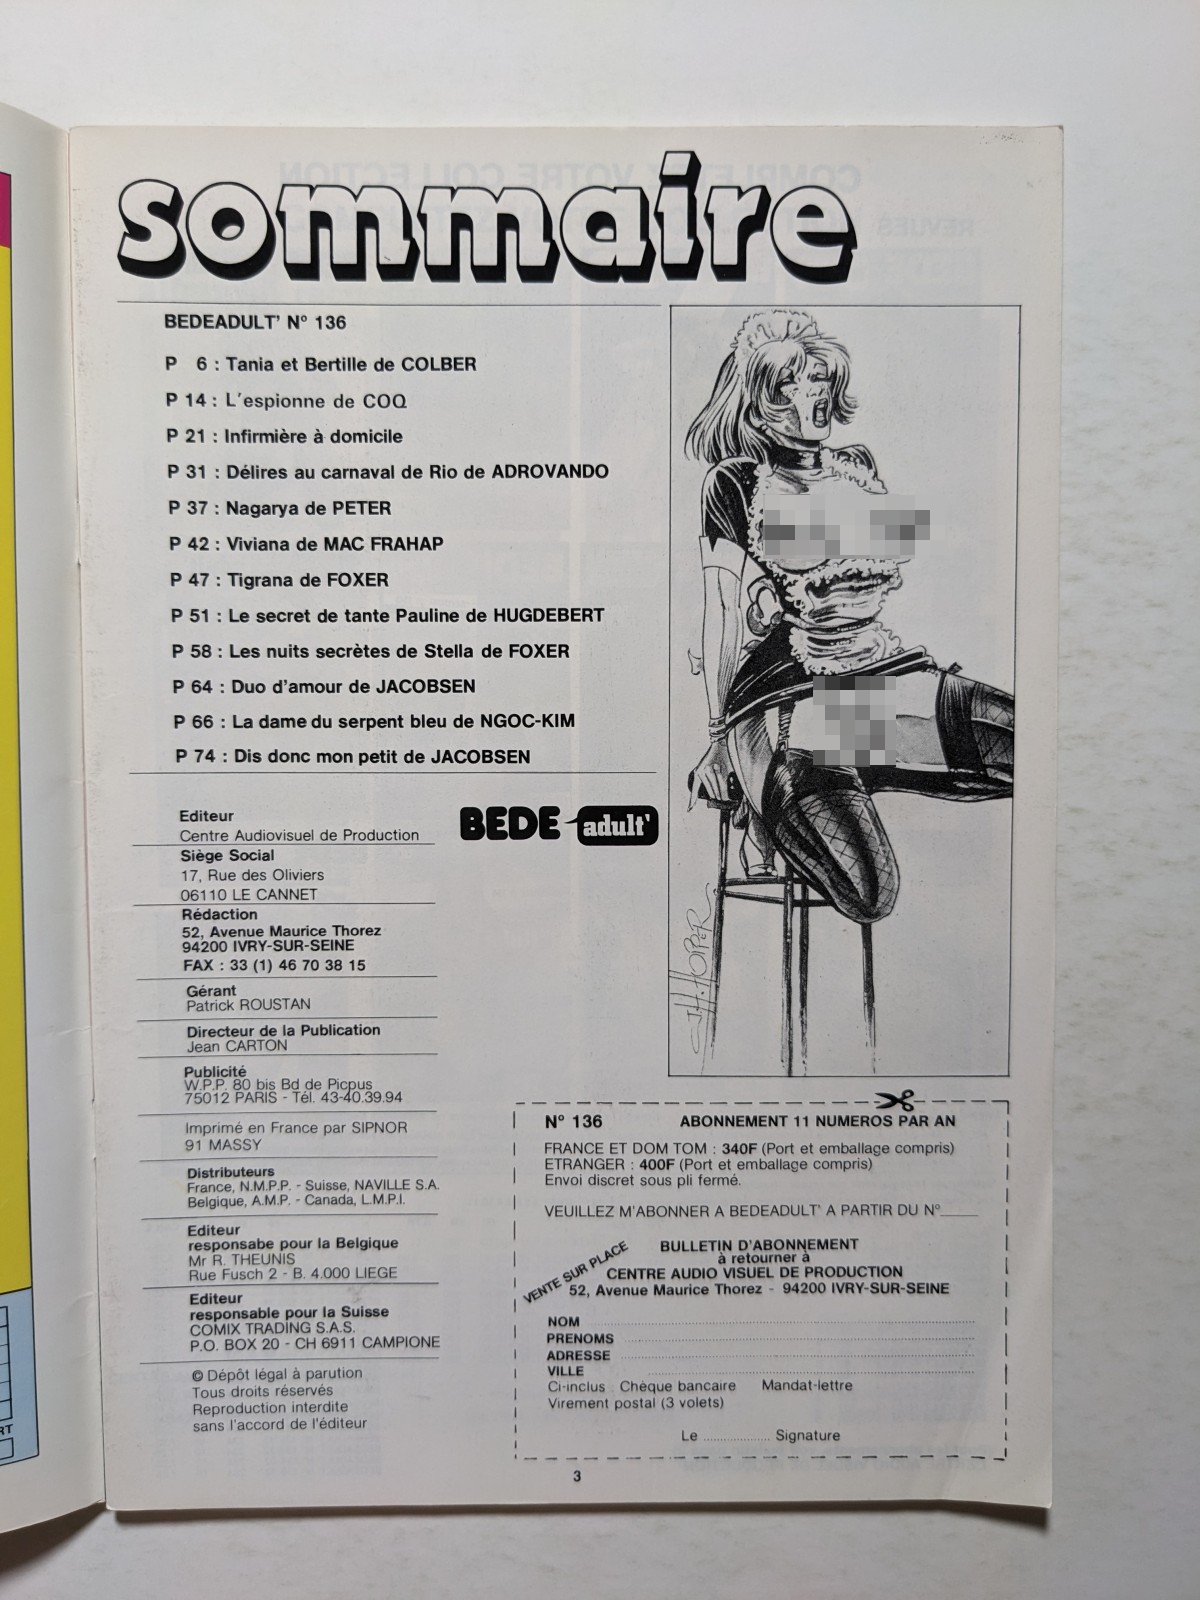 sommaire
BEDEADULT' N° 136
P 6 : Tania et Bertille de COLBER
P 14 : L'espionne de COQ
P 21 : Infirmière à domicile
P 31 : Délires au carnaval de Rio de ADROVANDO
P 37 : Nagarya de PETER
P 42 : Viviana de MAC FRAHAP
P 47 : Tigrana de FOXER
P 51 : Le secret de tante Pauline de HUGDEBERT
P 58 : Les nuits secrètes de Stella de FOXER
P 64 : Duo d'amour de JACOBSEN
P 66 : La dame du serpent bleu de NGOC-KIM
P 74 : Dis donc mon petit de JACOBSEN
BEDE adult'
Editeur
Centre Audiovisuel de Production
Siège Social
17, Rue des Oliviers
06110 LE CANNET
Rédaction
52, Avenue Maurice Thorez
94200 IVRY-SUR-SEINE
FAX : 33 (1) 46 70 38 15
Gérant
Patrick ROUSTAN
Directeur de la Publication
Jean CARTON
Publicité
W.P.P. 80 bis Bd de Picpus
75012 PARIS - Tél. 43-40.39.94
Imprimé en France par SIPNOR
91 MASSY
Distributeurs
France, N.M.P.P. - Suisse, NAVILLE S.A.
Belgique, A.M.P. - Canada, L.M.P.I.
Editeur
responsabe pour la Belgique
Mr R. THEUNIS
Rue Fusch 2 - B. 4.000 LIEGE
Editeur
responsable pour la Suisse
COMIX TRADING S.A.S.
P.O. BOX 20 - CH 6911 CAMPIONE
© Dépôt légal à parution
Tous droits réservés
Reproduction interdite
sans l'accord de l'éditeur
J.H. HOPPER
N° 136 ABONNEMENT 11 NUMEROS PAR AN
FRANCE ET DOM TOM : 340F (Port et emballage compris)
ETRANGER : 400F (Port et emballage compris)
Envoi discret sous pli fermé.
VEUILLEZ M'ABONNER A BEDEADULT' A PARTIR DU N°____
VENTE SUR PLACE
BULLETIN D'ABONNEMENT
à retourner à
CENTRE AUDIO VISUEL DE PRODUCTION
52, Avenue Maurice Thorez - 94200 IVRY-SUR-SEINE
NOM
PRENOMS
ADRESSE
VILLE
Ci-inclus : Chèque bancaire Mandat-lettre
Virement postal (3 volets)
Le .................. Signature
3